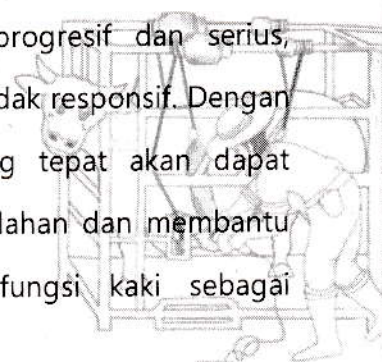 progresif dan serius,
dak responsif. Dengan
g tepat akan dapat
lahan dan membantu
fungsi kaki sebagai